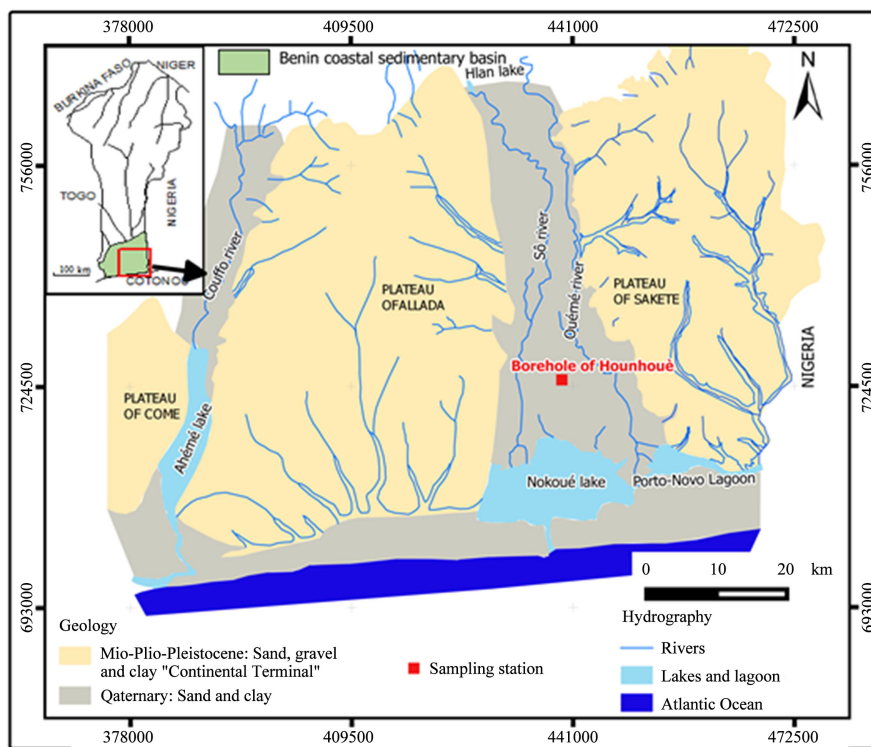 378000 409500 441000 472500
Benin coastal sedimentary basin
Hlan lake
N
BURKINA FASO
NIGER
TOGO
NIGERIA
100 km
COTONOU
756000
756000
Couffo river
Sô river
Ouémé river
PLATEAU
OFALLADA
PLATEAU
OF SAKETE
NIGERIA
Borehole of Hounhouè
724500
724500
PLATEAU
OF COME
Ahémé lake
Nokoué lake
Porto-Novo Lagoon
0 10 20 km
693000
693000
Geology
Mio-Plio-Pleistocene: Sand, gravel
and clay "Continental Terminal"
Qaternary: Sand and clay
Sampling station
Hydrography
Rivers
Lakes and lagoon
Atlantic Ocean
378000 409500 441000 472500